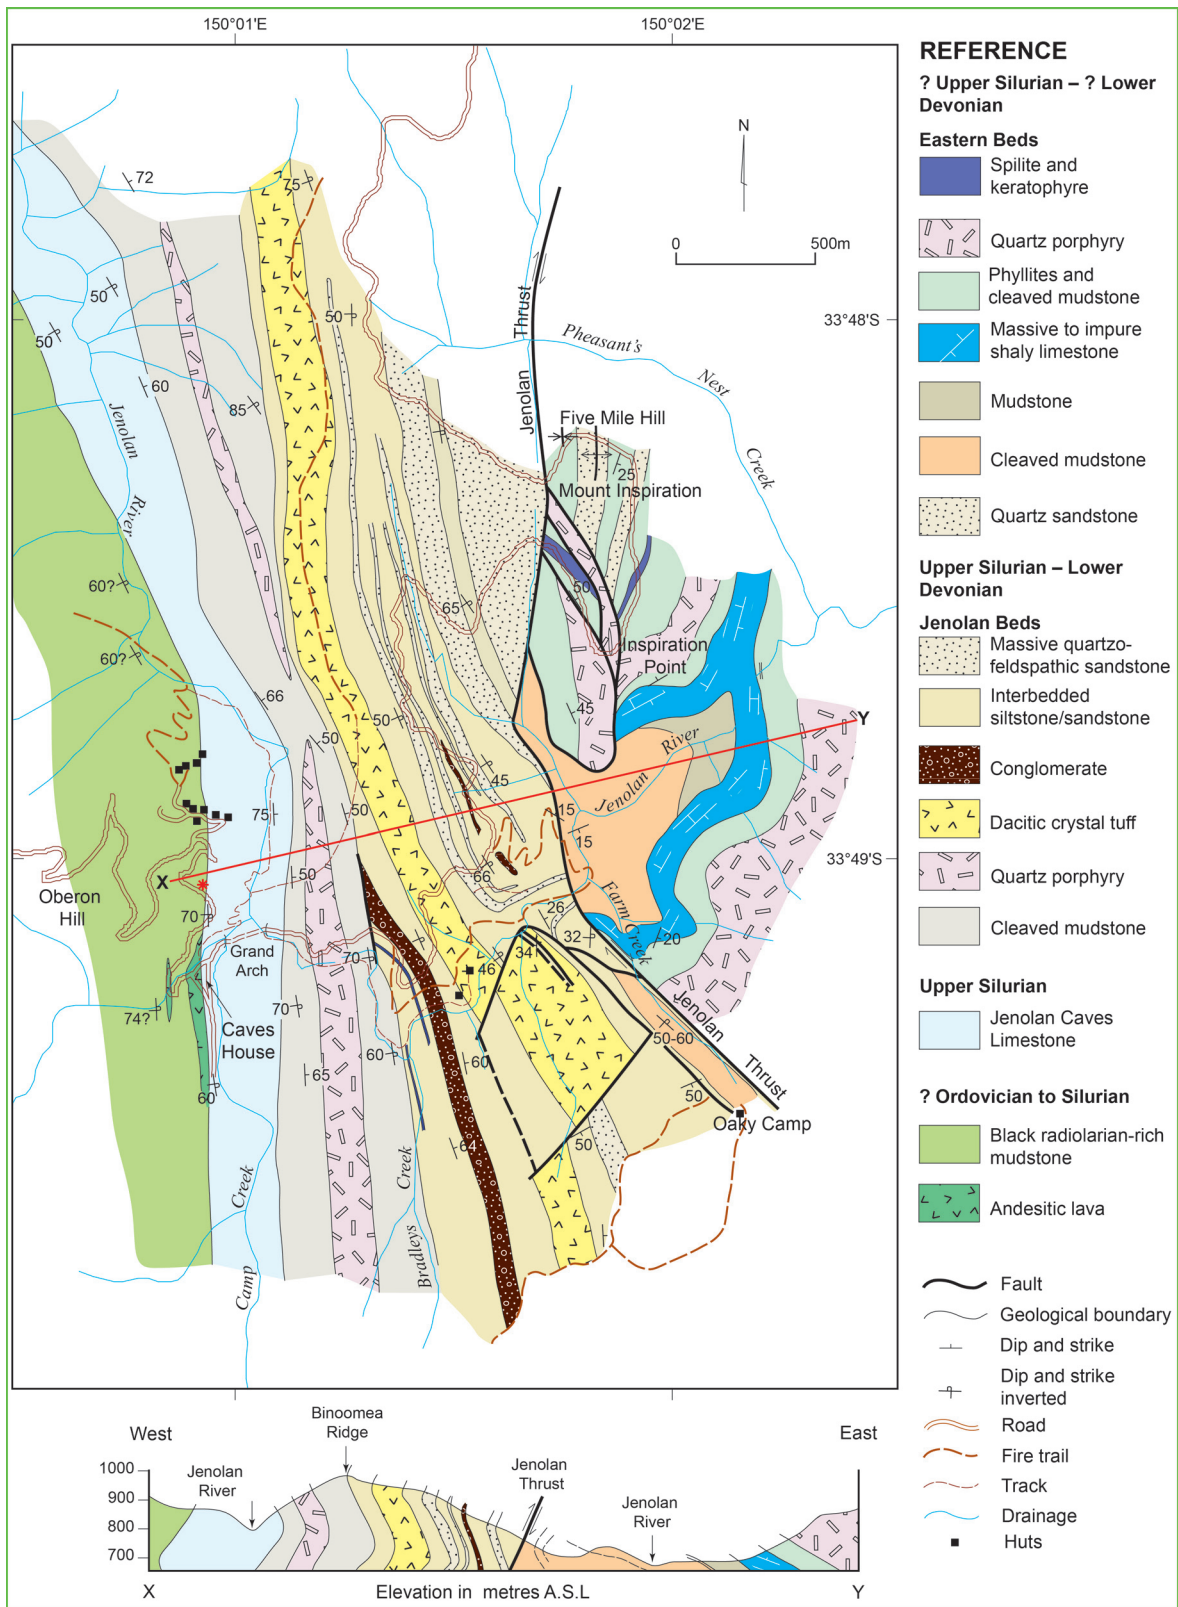 150°01'E
150°02'E
72
75
50
50
50
60
85
N
0
500m
33°48'S
Jenolan
Thrust
Pheasant's
Nest
Creek
Five Mile Hill
25
Mount Inspiration
Jenolan
River
60?
60?
65
50
Inspiration
Point
66
50
50
45
45
Jenolan
River
Y
75
50
15
15
33°49'S
X
50
66
Oberon
Hill
70
Farm Creek
26
32
20
Grand
Arch
70
34
46
Jenolan
Thrust
74?
Caves
House
70
60
60
50-60
60
65
50
Oaky Camp
64
50
Creek
Camp
Creek
Bradleys
REFERENCE
? Upper Silurian – ? Lower
Devonian
Eastern Beds
Spilite and
keratophyre
Quartz porphyry
Phyllites and
cleaved mudstone
Massive to impure
shaly limestone
Mudstone
Cleaved mudstone
Quartz sandstone
Upper Silurian – Lower
Devonian
Jenolan Beds
Massive quartzo-
feldspathic sandstone
Interbedded
siltstone/sandstone
Conglomerate
Dacitic crystal tuff
Quartz porphyry
Cleaved mudstone
Upper Silurian
Jenolan Caves
Limestone
? Ordovician to Silurian
Black radiolarian-rich
mudstone
Andesitic lava
Fault
Geological boundary
Dip and strike
Dip and strike
inverted
Road
Fire trail
Track
Drainage
Huts
West
Binoomea
Ridge
East
1000
900
800
700
Jenolan
River
Jenolan
Thrust
Jenolan
River
X
Elevation in metres A.S.L
Y